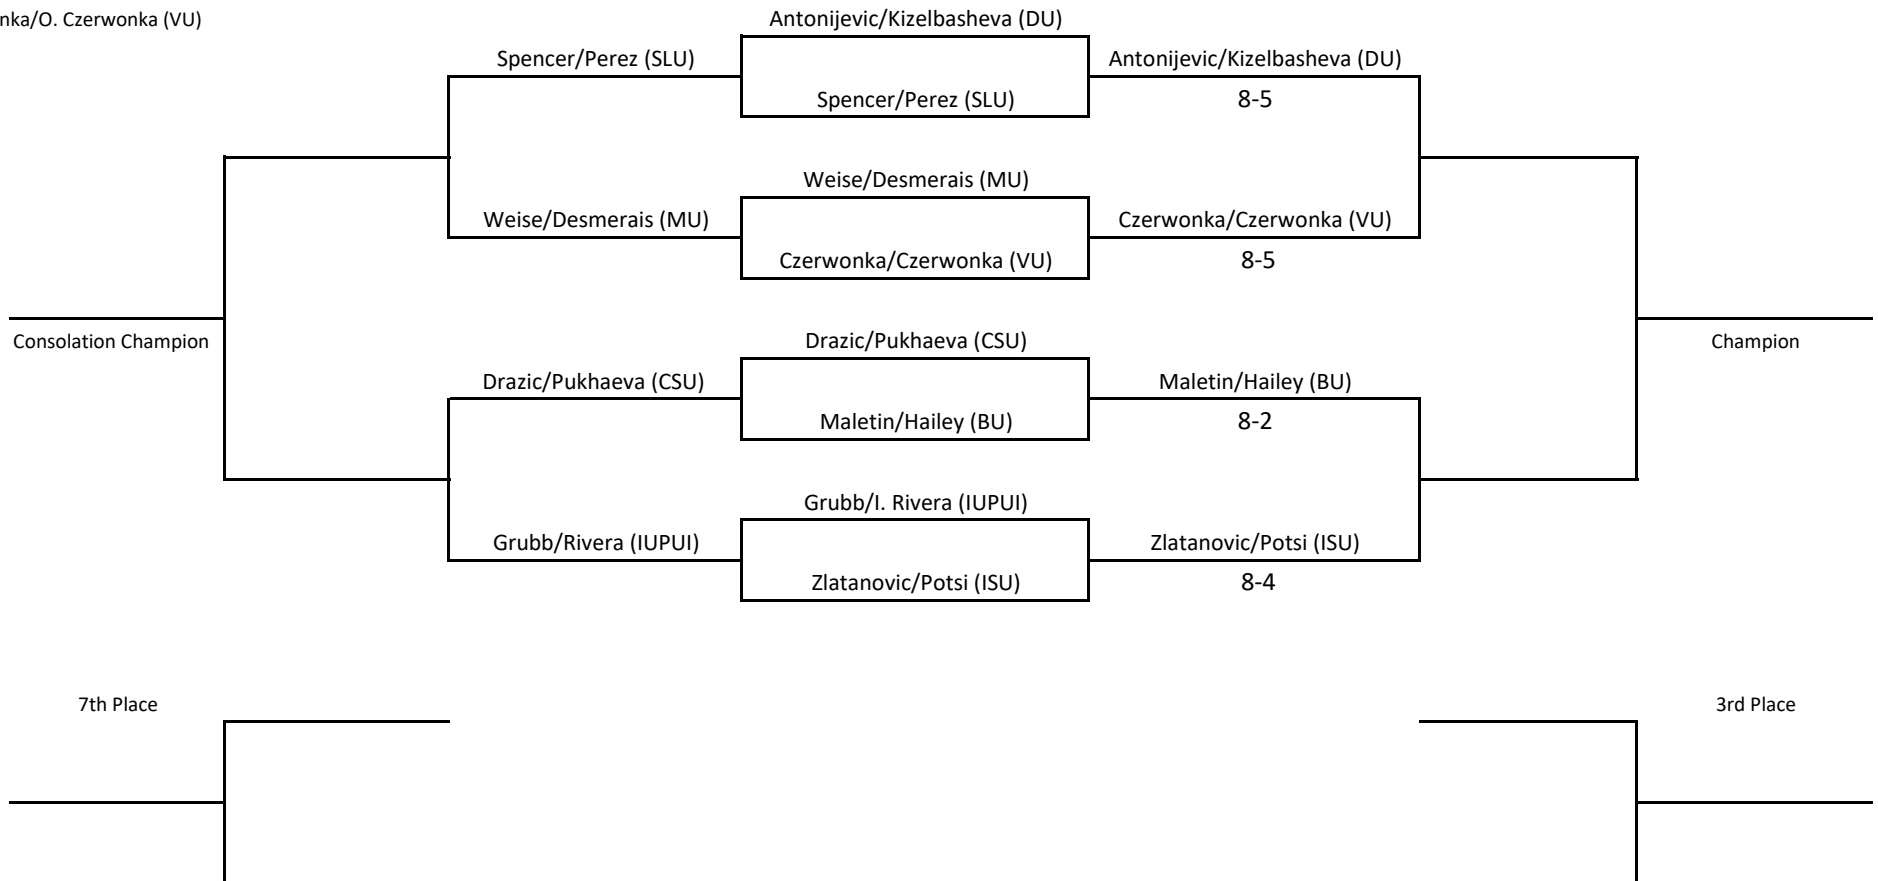 nka/O. Czerwonka (VU)
Antonijevic/Kizelbasheva (DU)
Spencer/Perez (SLU)
Antonijevic/Kizelbasheva (DU)
Spencer/Perez (SLU)
8-5
Weise/Desmerais (MU)
Weise/Desmerais (MU)
Czerwonka/Czerwonka (VU)
Czerwonka/Czerwonka (VU)
8-5
Consolation Champion
Drazic/Pukhaeva (CSU)
Champion
Drazic/Pukhaeva (CSU)
Maletin/Hailey (BU)
Maletin/Hailey (BU)
8-2
Grubb/I. Rivera (IUPUI)
Grubb/Rivera (IUPUI)
Zlatanovic/Potsi (ISU)
Zlatanovic/Potsi (ISU)
8-4
7th Place
3rd Place